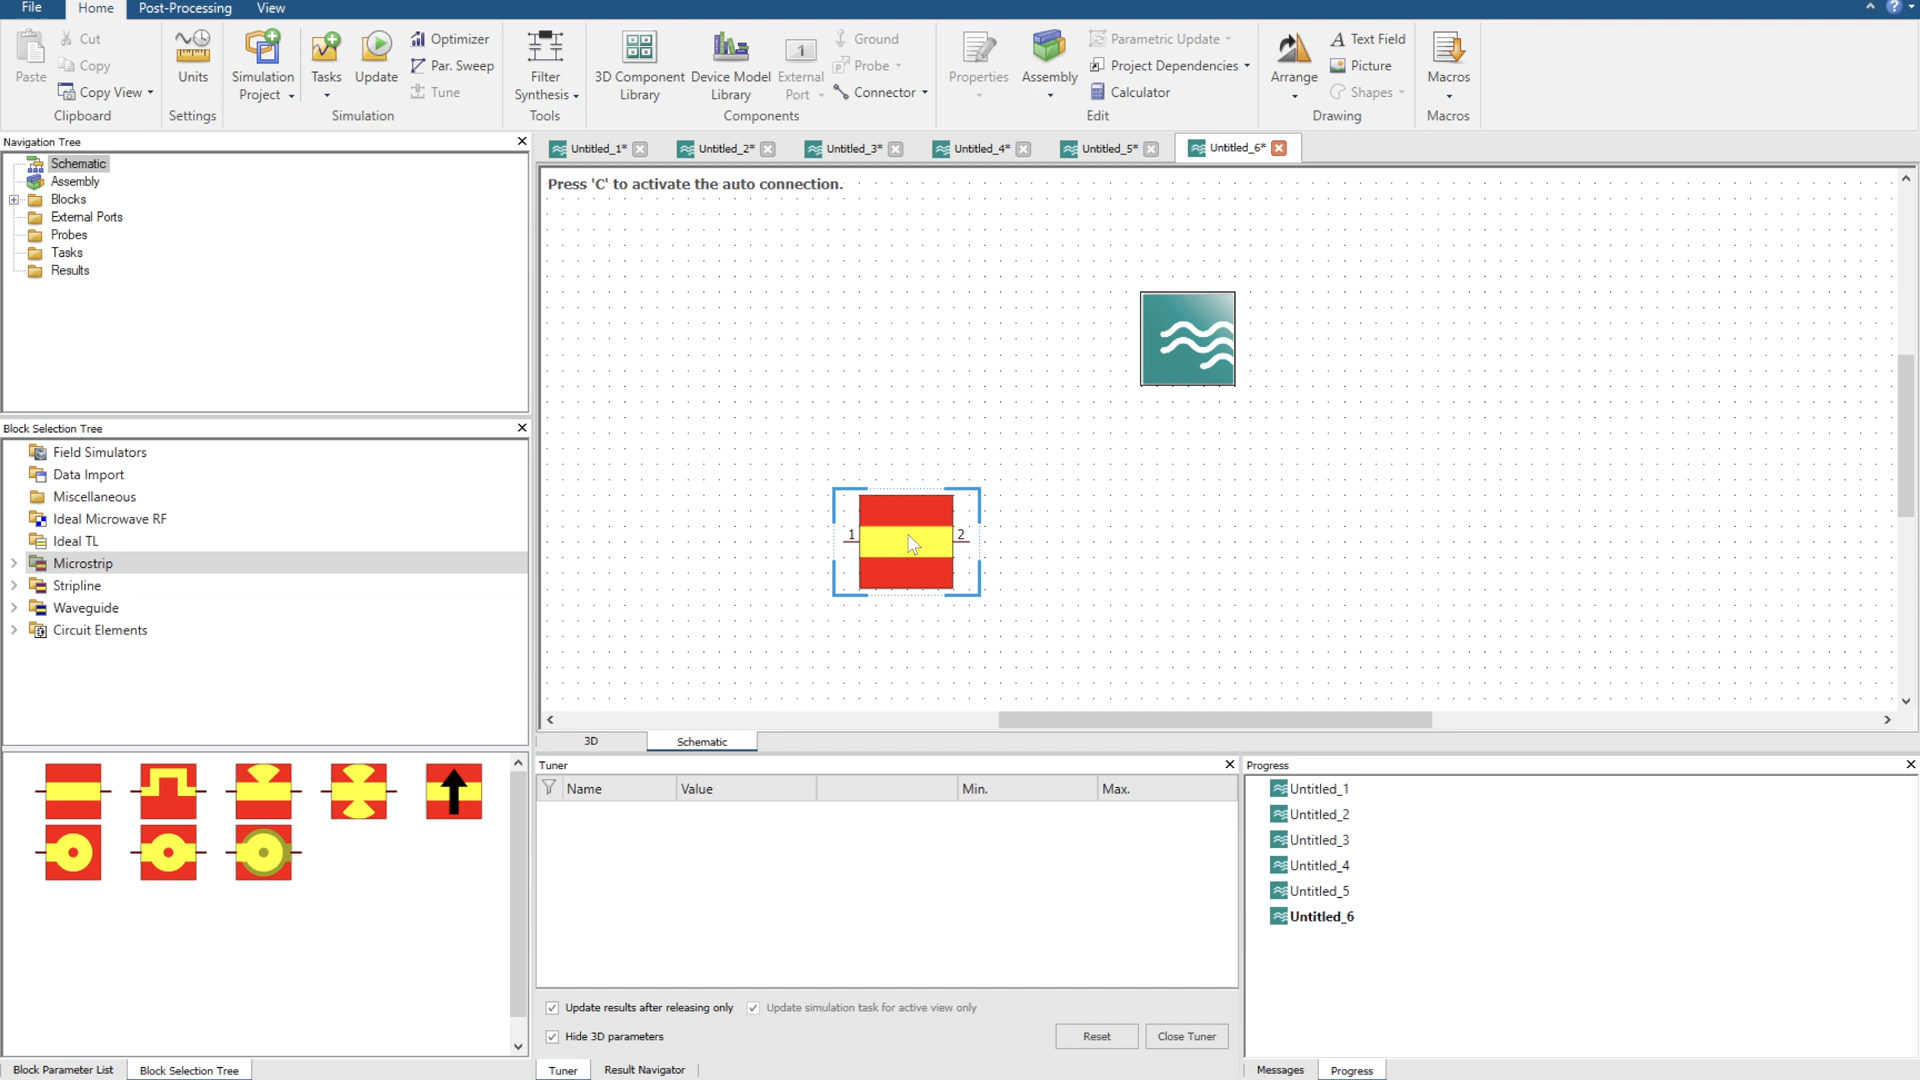 File Home Post-Processing View
Paste Cut Copy Copy View Clipboard
Units Settings
Simulation Project Tasks Update Optimizer Par. Sweep Tune Simulation
Filter Synthesis Tools
3D Component Library Device Model Library External Port Ground Probe Connector Components
Properties Assembly Parametric Update Project Dependencies Calculator Edit
Arrange Text Field Picture Shapes Drawing
Macros Macros
Navigation Tree
Schematic
Assembly
Blocks
External Ports
Probes
Tasks
Results
Block Selection Tree
Field Simulators
Data Import
Miscellaneous
Ideal Microwave RF
Ideal TL
Microstrip
Stripline
Waveguide
Circuit Elements
Block Parameter List Block Selection Tree
Untitled_1* Untitled_2* Untitled_3* Untitled_4* Untitled_5* Untitled_6*
Press 'C' to activate the auto connection.
1 2
3D Schematic
Tuner
Name Value Min. Max.
Update results after releasing only Update simulation task for active view only
Hide 3D parameters Reset Close Tuner
Tuner Result Navigator
Progress
Untitled_1
Untitled_2
Untitled_3
Untitled_4
Untitled_5
Untitled_6
Messages Progress